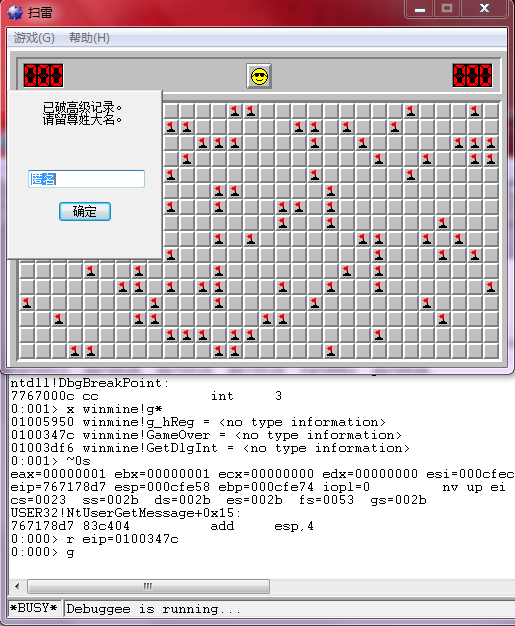 扫雷
游戏(G) 帮助(H)
000
000
已破高级记录。
请留尊姓大名。
匿名
确定
ntdll!DbgBreakPoint:
7767000c cc int 3
0:001> x winmine!g*
01005950 winmine!g_hReg = <no type information>
0100347c winmine!GameOver = <no type information>
01003df6 winmine!GetDlgInt = <no type information>
0:001> ~0s
eax=00000001 ebx=00000001 ecx=00000000 edx=00000000 esi=000cfec
eip=767178d7 esp=000cfe58 ebp=000cfe74 iopl=0 nv up ei
cs=0023 ss=002b ds=002b es=002b fs=0053 gs=002b
USER32!NtUserGetMessage+0x15:
767178d7 83c404 add esp,4
0:000> r eip=0100347c
0:000> g
*BUSY* Debuggee is running...